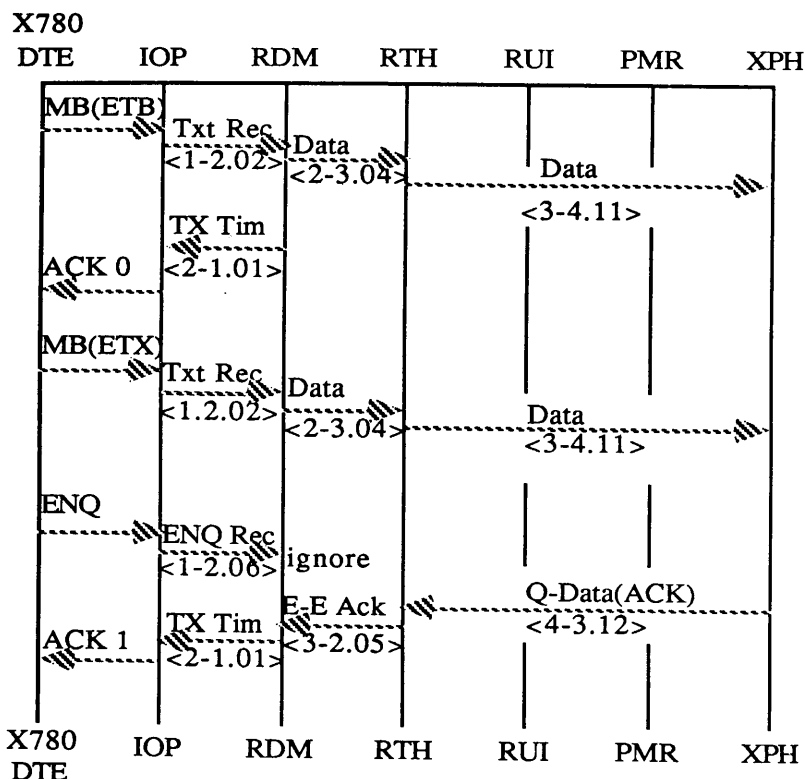 X780
DTE IOP RDM RTH RUI PMR XPH
MB(ETB)
Txt Rec
<1-2.02>
Data
<2-3.04>
Data
<3-4.11>
TX Tim
<2-1.01>
ACK 0
MB(ETX)
Txt Rec
<1.2.02>
Data
<2-3.04>
Data
<3-4.11>
ENQ
ENQ Rec
<1-2.06>
ignore
Q-Data(ACK)
<4-3.12>
E-E Ack
<3-2.05>
TX Tim
<2-1.01>
ACK 1
X780
DTE IOP RDM RTH RUI PMR XPH